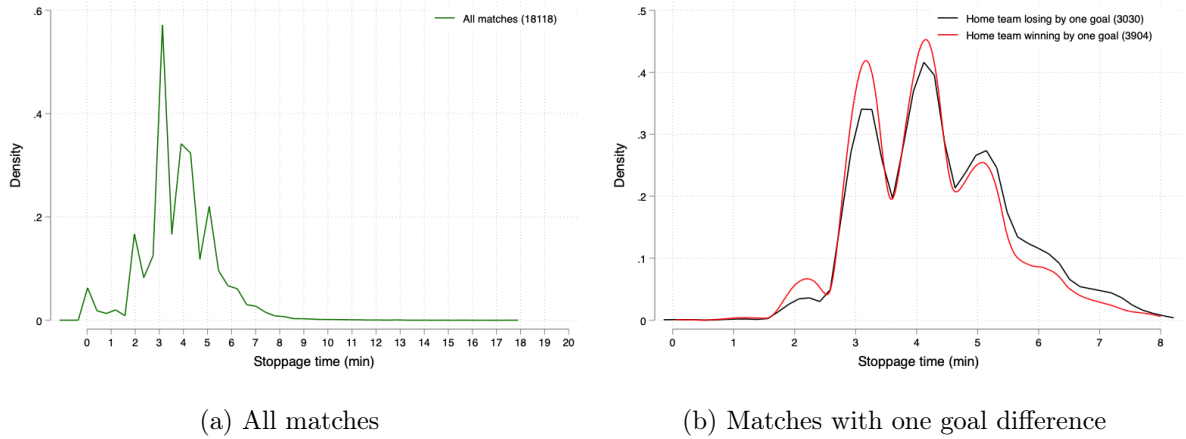 All matches (18118)
.6
.4
.2
0
Density
0 1 2 3 4 5 6 7 8 9 10 11 12 13 14 15 16 17 18 19 20
Stoppage time (min)
(a) All matches
Home team losing by one goal (3030)
Home team winning by one goal (3904)
.5
.4
.3
.2
.1
0
Density
0 1 2 3 4 5 6 7 8
Stoppage time (min)
(b) Matches with one goal difference